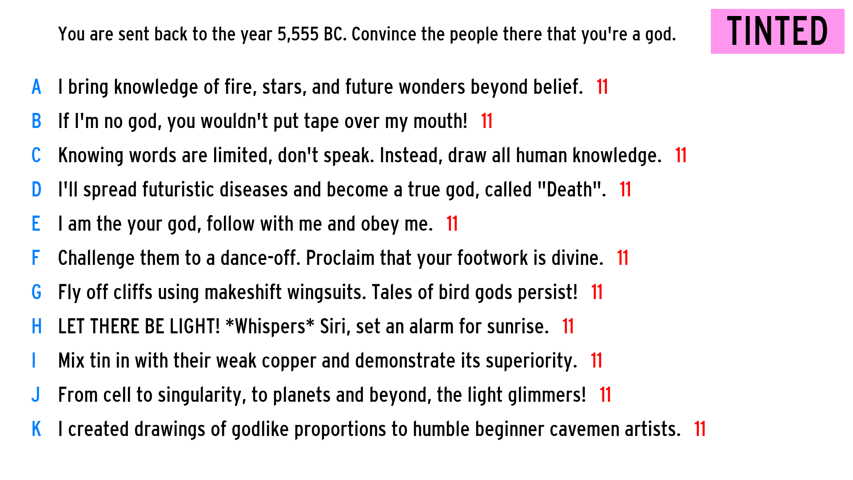 You are sent back to the year 5,555 BC. Convince the people there that you're a god.
TINTED
A I bring knowledge of fire, stars, and future wonders beyond belief. 11
B If I'm no god, you wouldn't put tape over my mouth! 11
C Knowing words are limited, don't speak. Instead, draw all human knowledge. 11
D I'll spread futuristic diseases and become a true god, called "Death". 11
E I am the your god, follow with me and obey me. 11
F Challenge them to a dance-off. Proclaim that your footwork is divine. 11
G Fly off cliffs using makeshift wingsuits. Tales of bird gods persist! 11
H LET THERE BE LIGHT! *Whispers* Siri, set an alarm for sunrise. 11
I Mix tin in with their weak copper and demonstrate its superiority. 11
J From cell to singularity, to planets and beyond, the light glimmers! 11
K I created drawings of godlike proportions to humble beginner cavemen artists. 11